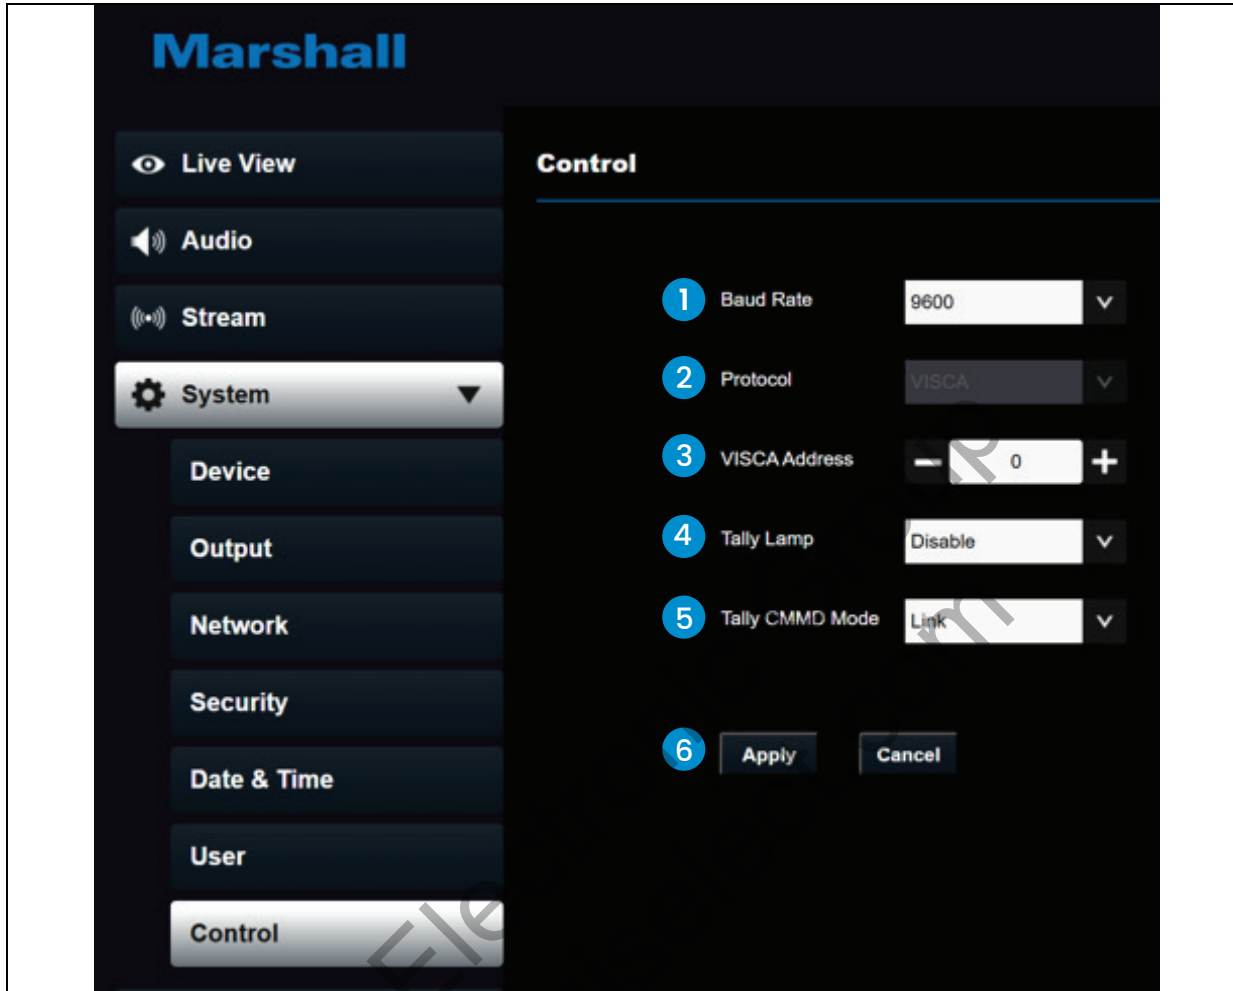 Marshall
Live View
Audio
Stream
System
Device
Output
Network
Security
Date & Time
User
Control
Control
1 Baud Rate 9600
2 Protocol VISCA
3 VISCA Address 0
4 Tally Lamp Disable
5 Tally CMMD Mode Link
6 Apply Cancel